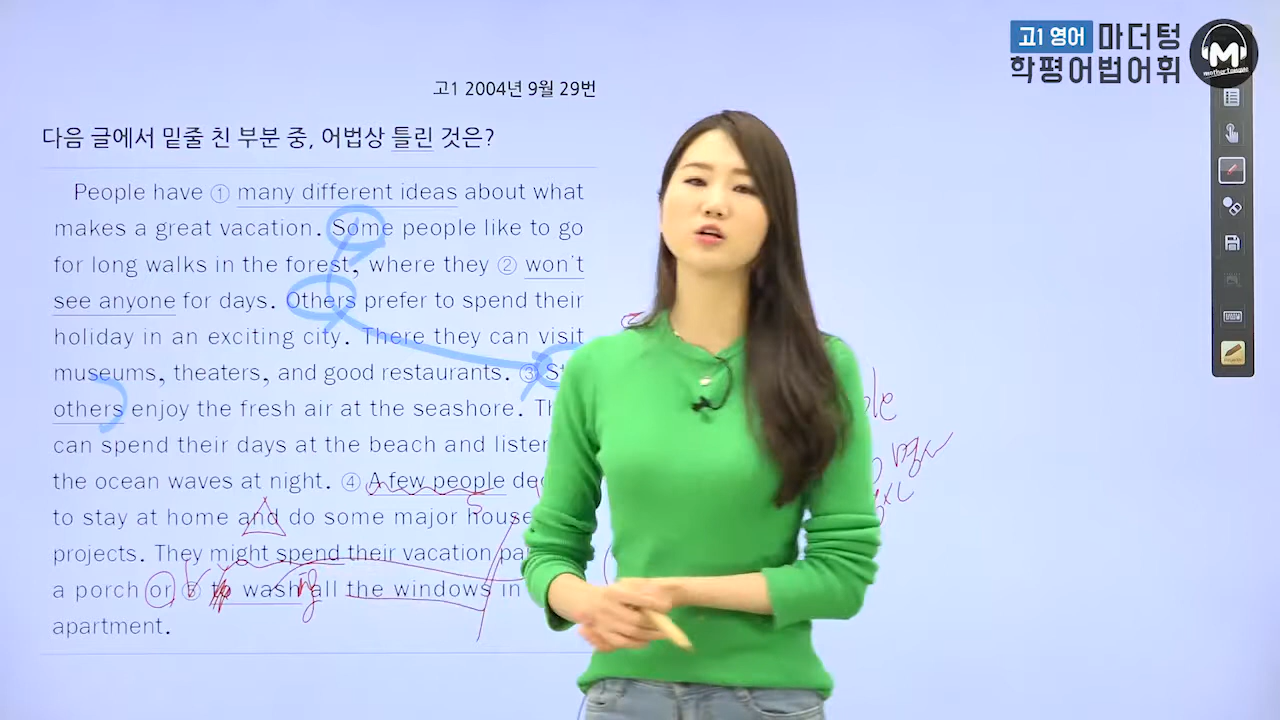 고1 영어 마더텅
학평어법어휘
M
mother tongue
고1 2004년 9월 29번
다음 글에서 밑줄 친 부분 중, 어법상 틀린 것은?
People have ① many different ideas about what
makes a great vacation. Some people like to go
for long walks in the forest, where they ② won't
see anyone for days. Others prefer to spend their
holiday in an exciting city. There they can visit
museums, theaters, and good restaurants. ③
others enjoy the fresh air at the seashore.
can spend their days at the beach and listen
the ocean waves at night. ④ A few people
to stay at home and do some major house
projects. They might spend their vacation
a porch or ⑤ to wash all the windows in
ng
apartment.